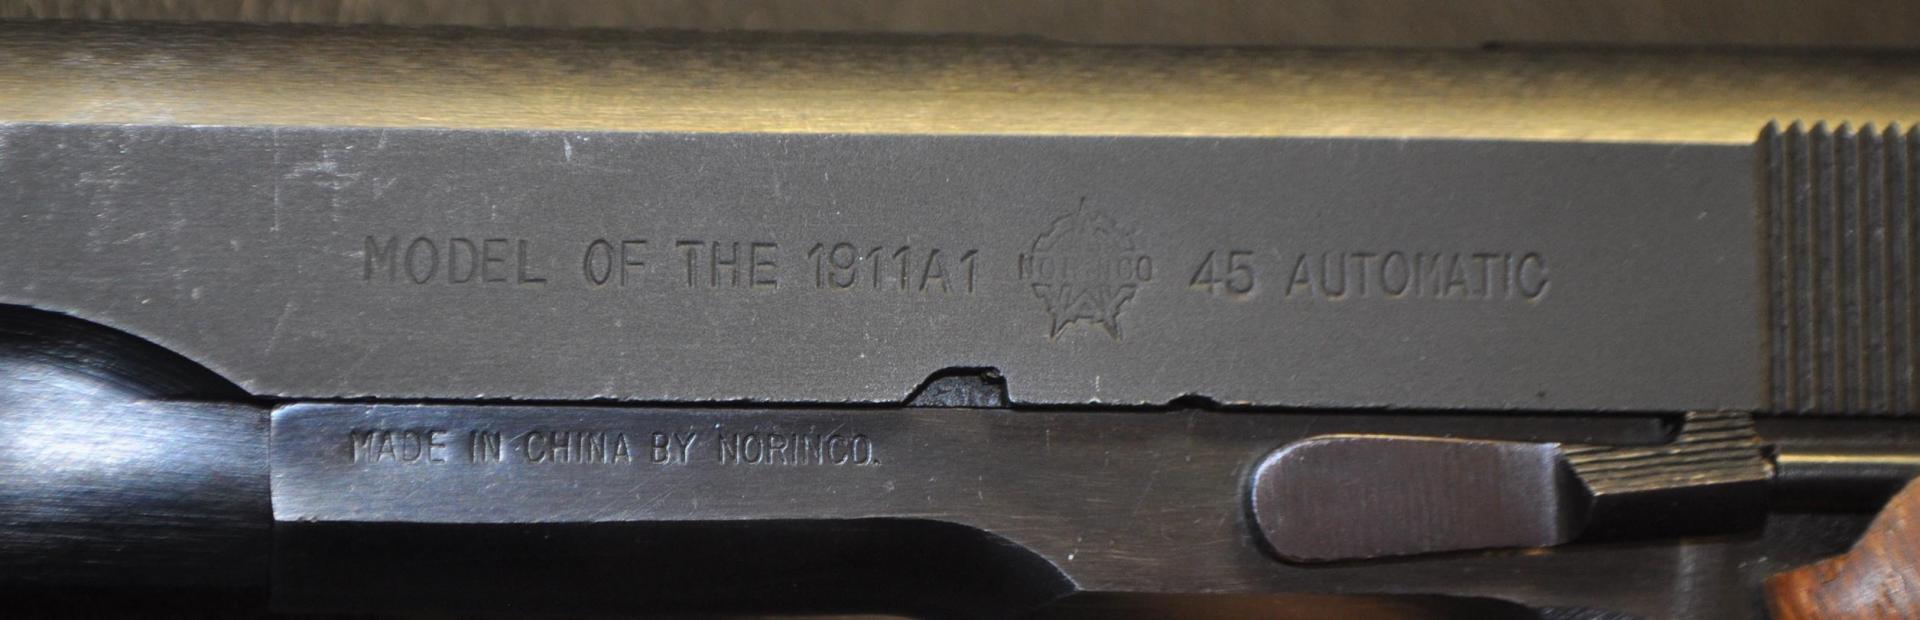 MODEL OF THE 1911A1 NORINCO 45 AUTOMATIC
MADE IN CHINA BY NORINCO.